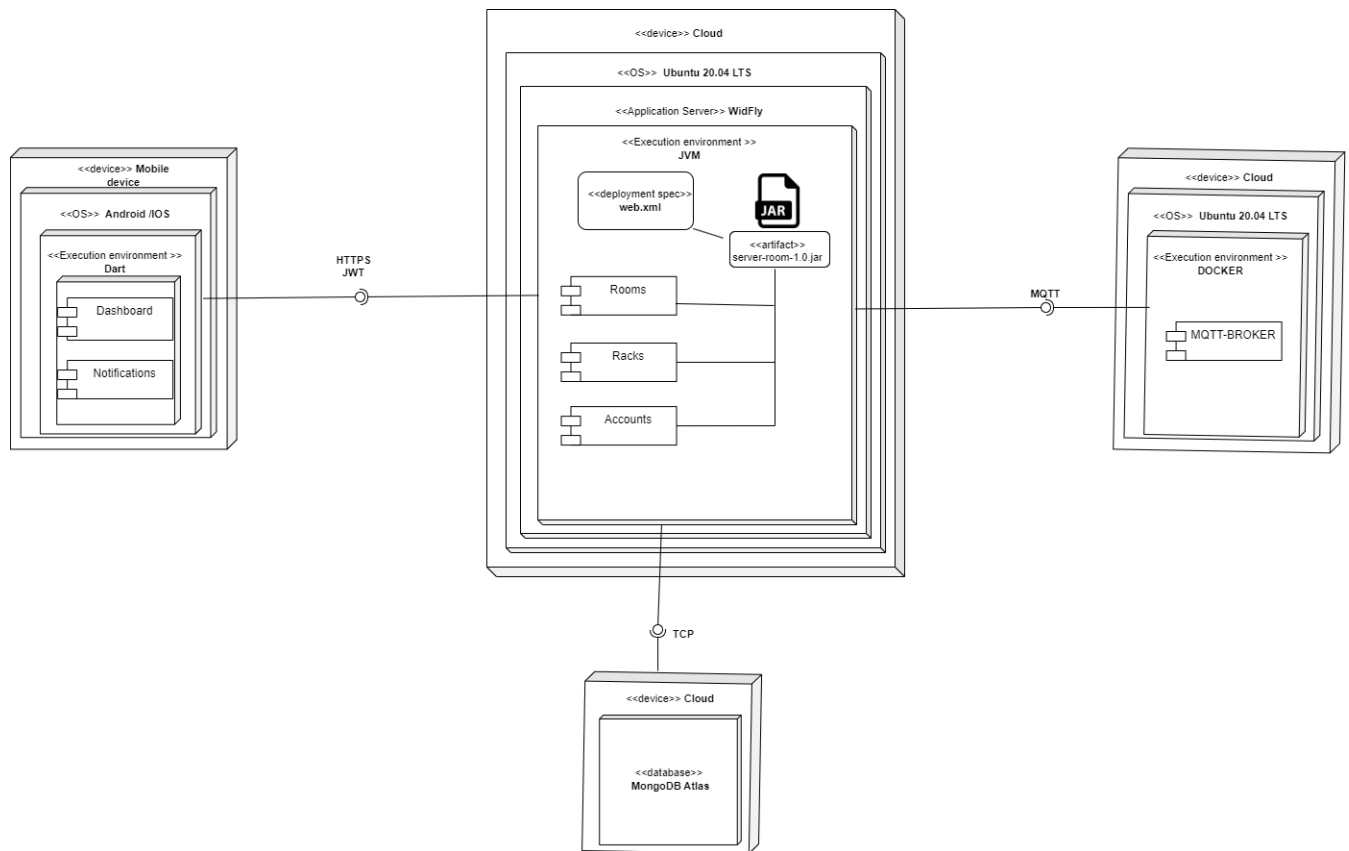 <<device>> Cloud
<<OS>> Ubuntu 20.04 LTS
<<Application Server>> WidFly
<<Execution environment >>
JVM
<<deployment spec>>
web.xml
JAR
<<artifact>>
server-room-1.0.jar
Rooms
Racks
Accounts
<<device>> Mobile
device
<<OS>> Android /IOS
<<Execution environment >>
Dart
Dashboard
Notifications
HTTPS
JWT
MQTT
<<device>> Cloud
<<OS>> Ubuntu 20.04 LTS
<<Execution environment >>
DOCKER
MQTT-BROKER
TCP
<<device>> Cloud
<<database>>
MongoDB Atlas